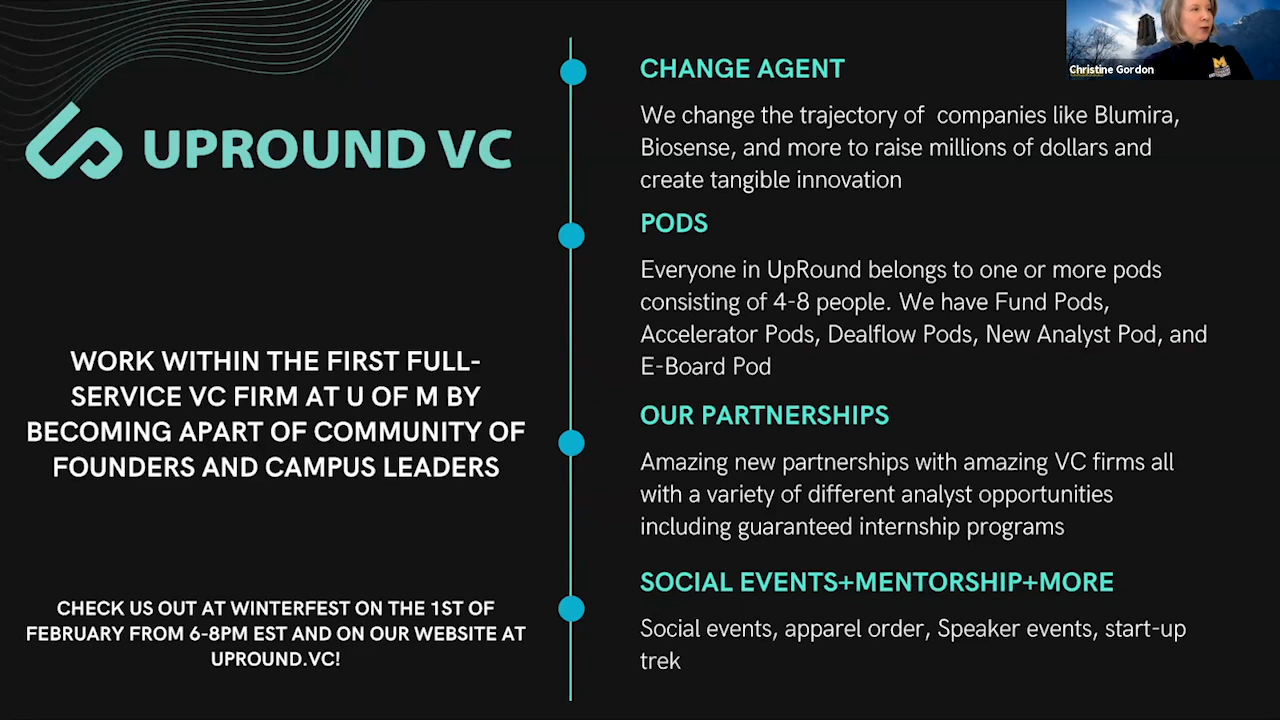 UPROUND VC
WORK WITHIN THE FIRST FULL-
SERVICE VC FIRM AT U OF M BY
BECOMING APART OF COMMUNITY OF
FOUNDERS AND CAMPUS LEADERS
CHECK US OUT AT WINTERFEST ON THE 1ST OF
FEBRUARY FROM 6-8PM EST AND ON OUR WEBSITE AT
UPROUND.VC!
CHANGE AGENT
We change the trajectory of companies like Blumira,
Biosense, and more to raise millions of dollars and
create tangible innovation
PODS
Everyone in UpRound belongs to one or more pods
consisting of 4-8 people. We have Fund Pods,
Accelerator Pods, Dealflow Pods, New Analyst Pod, and
E-Board Pod
OUR PARTNERSHIPS
Amazing new partnerships with amazing VC firms all
with a variety of different analyst opportunities
including guaranteed internship programs
SOCIAL EVENTS+MENTORSHIP+MORE
Social events, apparel order, Speaker events, start-up
trek
Christine Gordon
M